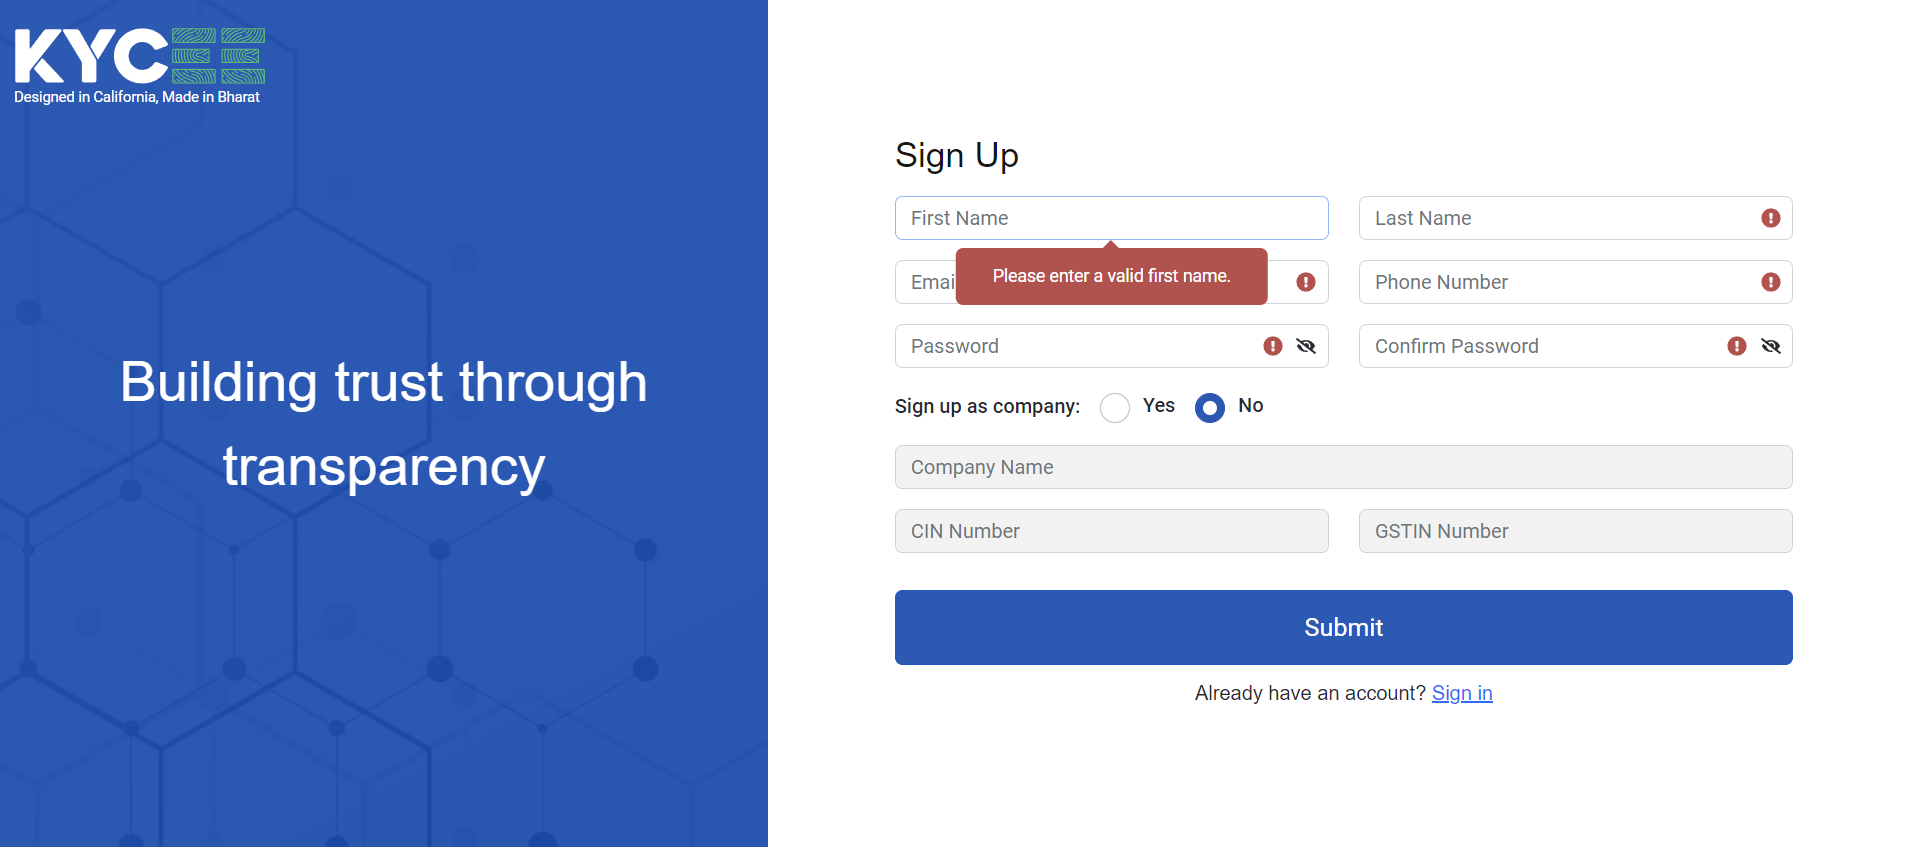 KYCEE
Designed in California, Made in Bharat
Building trust through
transparency
Sign Up
First Name
Last Name
Please enter a valid first name.
Emai
Phone Number
Password
Confirm Password
Sign up as company:
Yes
No
Company Name
CIN Number
GSTIN Number
Submit
Already have an account? Sign in